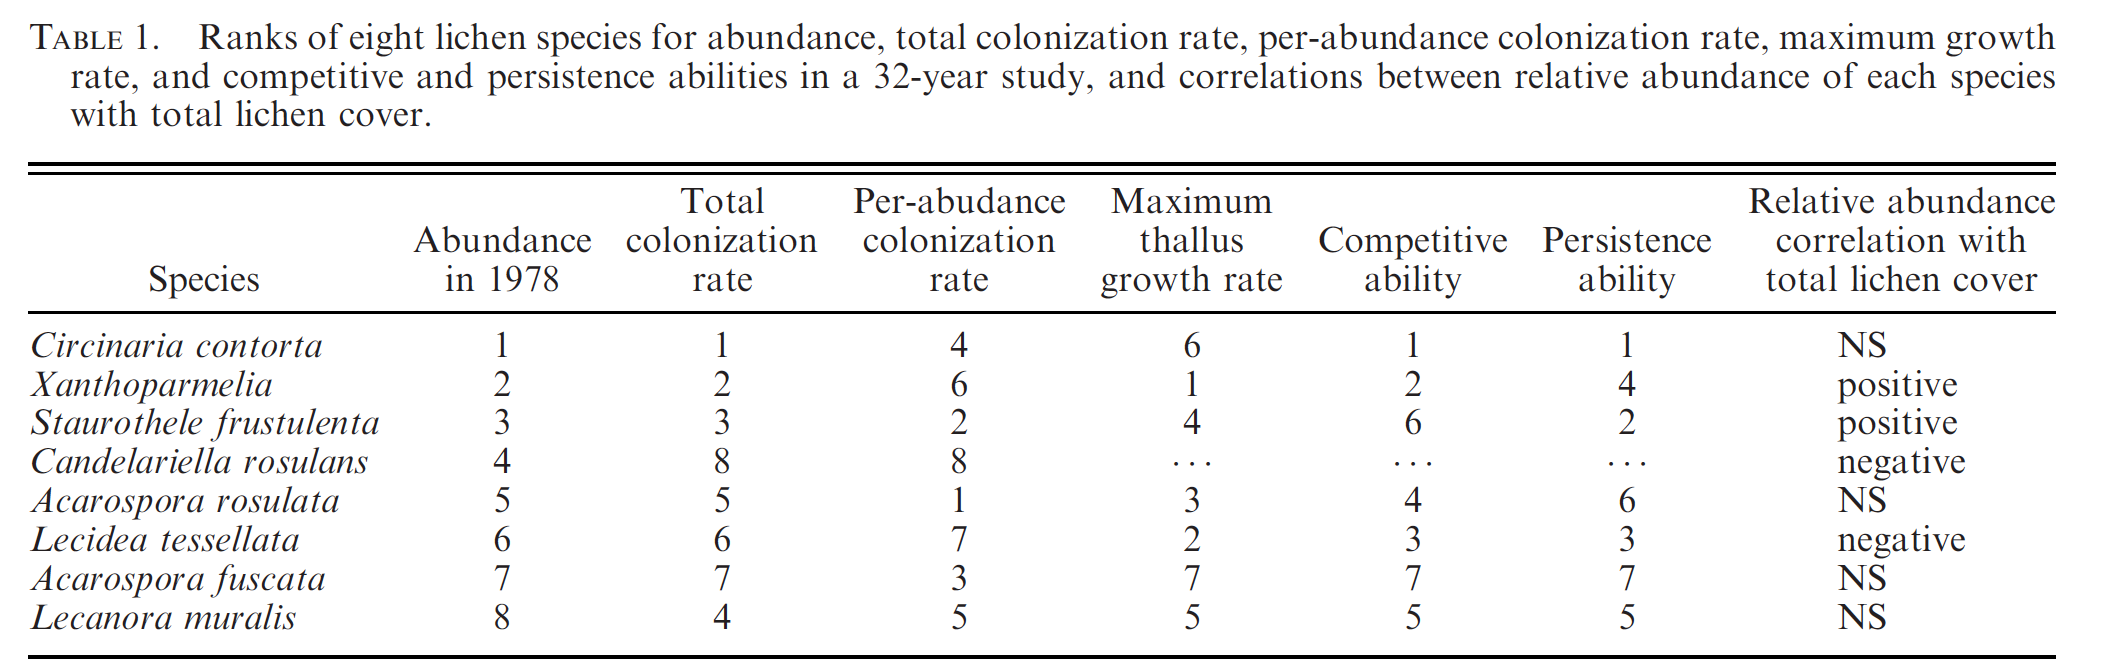 TABLE 1. Ranks of eight lichen species for abundance, total colonization rate, per-abundance colonization rate, maximum growth
rate, and competitive and persistence abilities in a 32-year study, and correlations between relative abundance of each species
with total lichen cover.
Species Abundance in 1978 Total colonization rate Per-abudance colonization rate Maximum thallus growth rate Competitive ability Persistence ability Relative abundance correlation with total lichen cover
Circinaria contorta 1 1 4 6 1 1 NS
Xanthoparmelia 2 2 6 1 2 4 positive
Staurothele frustulenta 3 3 2 4 6 2 positive
Candelariella rosulans 4 8 8 ... ... ... negative
Acarospora rosulata 5 5 1 3 4 6 NS
Lecidea tessellata 6 6 7 2 3 3 negative
Acarospora fuscata 7 7 3 7 7 7 NS
Lecanora muralis 8 4 5 5 5 5 NS